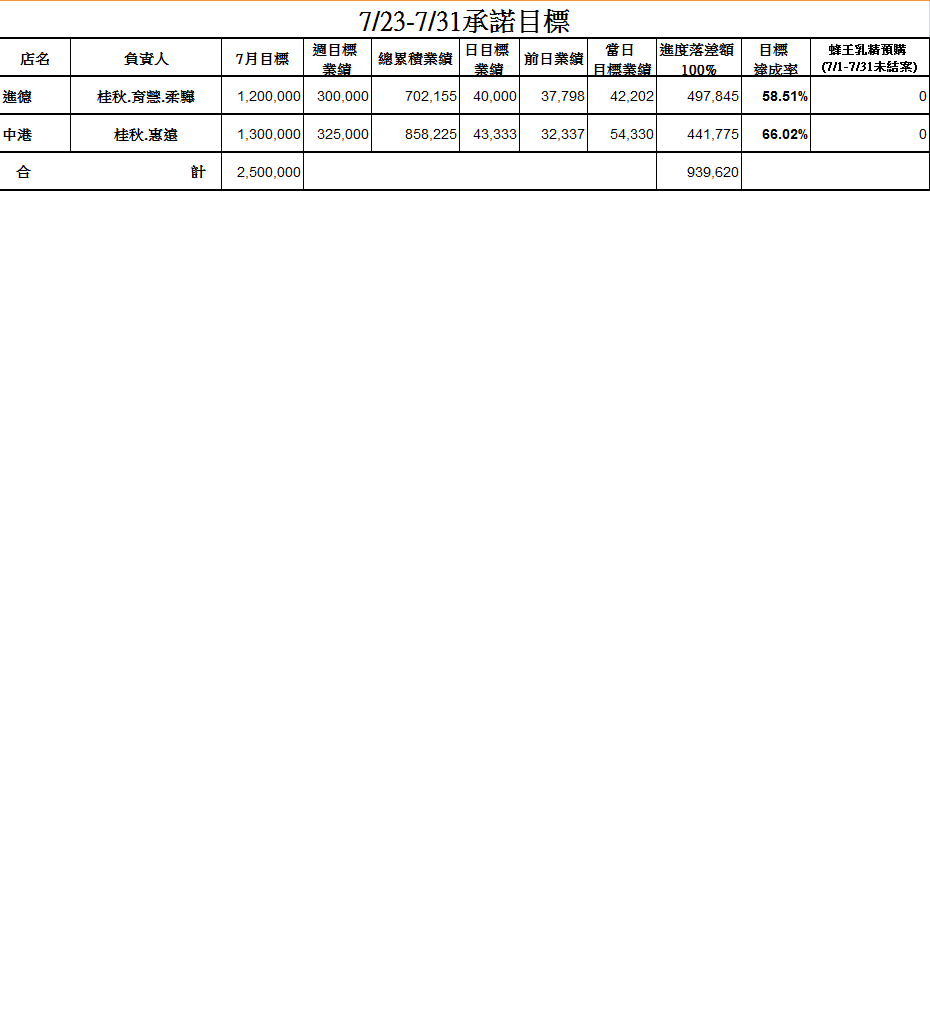 7/23-7/31承諾目標
店名 負責人 7月目標 週目標業績 總累積業績 日目標業績 前日業績 當日目標業績 進度落差額100% 目標達成率 蜂王乳精預購(7/1-7/31未結案)
進德 桂秋.育慧.柔驊 1,200,000 300,000 702,155 40,000 37,798 42,202 497,845 58.51% 0
中港 桂秋.惠遠 1,300,000 325,000 858,225 43,333 32,337 54,330 441,775 66.02% 0
合 計 2,500,000 939,620